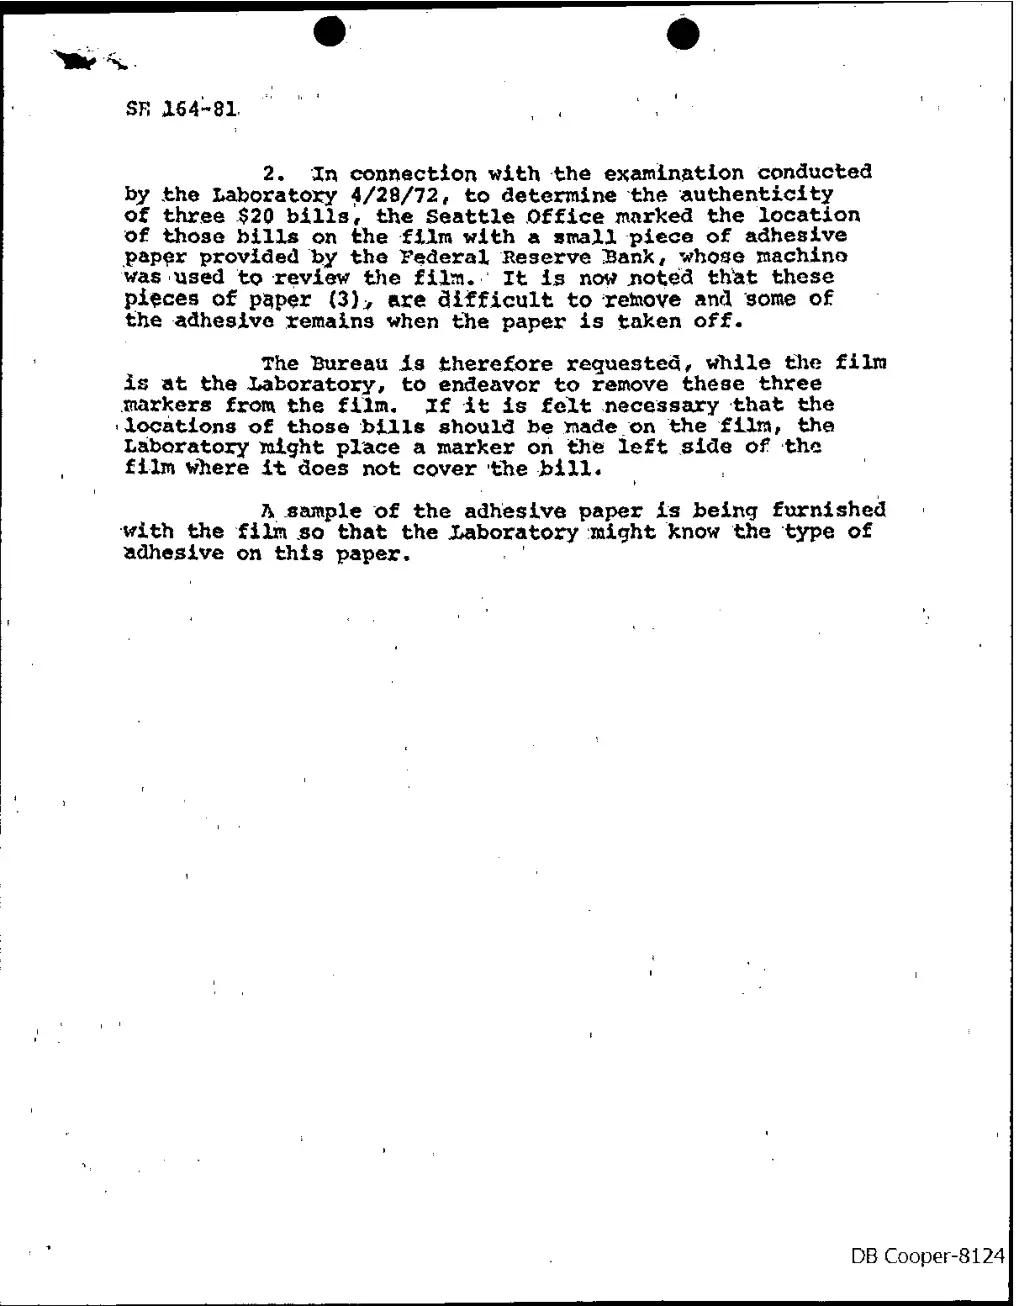 SE 164-81
2. In connection with the examination conducted
by the Laboratory 4/28/72, to determine the authenticity
of three $20 bills, the Seattle Office marked the location
of those bills on the film with a small piece of adhesive
paper provided by the Federal Reserve Bank, whose machine
was used to review the film. It is now noted that these
pieces of paper (3), are difficult to remove and some of
the adhesive remains when the paper is taken off.
The Bureau is therefore requested, while the film
is at the Laboratory, to endeavor to remove these three
markers from the film. If it is felt necessary that the
locations of those bills should be made on the film, the
Laboratory might place a marker on the left side of the
film where it does not cover the bill.
A sample of the adhesive paper is being furnished
with the film so that the Laboratory might know the type of
adhesive on this paper.
DB Cooper-8124